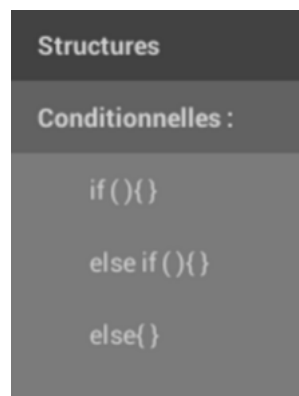 Structures
Conditionnelles :
if ( ){ }
else if ( ){ }
else{ }